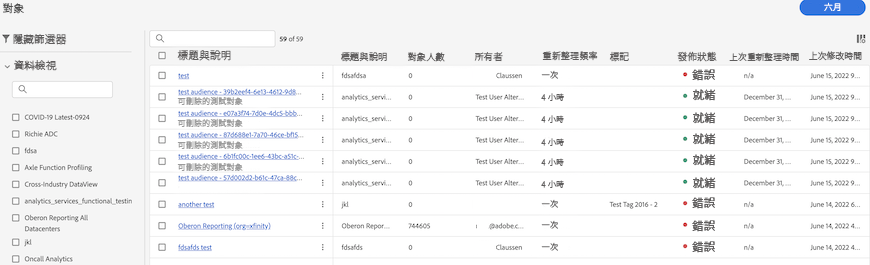 對象
六月
隱藏篩選器
資料檢視
COVID-19 Latest-0924
Richie ADC
fdsa
Axle Function Profiling
Cross-Industry DataView
analytics_services_functional_testin
Oberon Reporting All
Datacenters
jkl
Oncall Analytics
59 of 59
標題與說明 標題與說明 對象人數 所有者 重新整理頻率 標記 發佈狀態 上次重新整理時間 上次修改時間
test fdsafdsa 0 Claussen 一次 錯誤 n/a June 15, 2022 9...
test audience - 39b2eef4-6e13-4612-9d8... analytics_servi... 0 Test User Alter... 4 小時 就緒 December 31, ... June 15, 2022 9...
可刪除的測試對象
test audience - e07a3f74-7d0e-4dc5-bbb... analytics_servi... 0 Test User Alter... 4 小時 就緒 December 31, ... June 15, 2022 9...
可刪除的測試對象
test audience - 87d688e1-7a70-46ce-bf15... analytics_servi... 0 Test User Alter... 4 小時 就緒 December 31, ... June 15, 2022 9...
可刪除的測試對象
test audience - 6b1fc00c-1ee6-43bc-a51c-... analytics_servi... 0 Test User Alter... 4 小時 就緒 December 31, ... June 15, 2022 9...
可刪除的測試對象
test audience - 57d002d2-b61c-47ca-88c... analytics_servi... 0 Test User Alter... 4 小時 就緒 December 31, ... June 15, 2022 9...
another test jkl 0 一次 Test Tag 2016 - 2 錯誤 n/a June 14, 2022 6...
Oberon Reporting (org=xfinity) Oberon Repor... 744605 @adobe.c... 一次 錯誤 n/a June 14, 2022 4...
fdsafds test fdsafds 0 Claussen 一次 錯誤 n/a June 14, 2022 4...